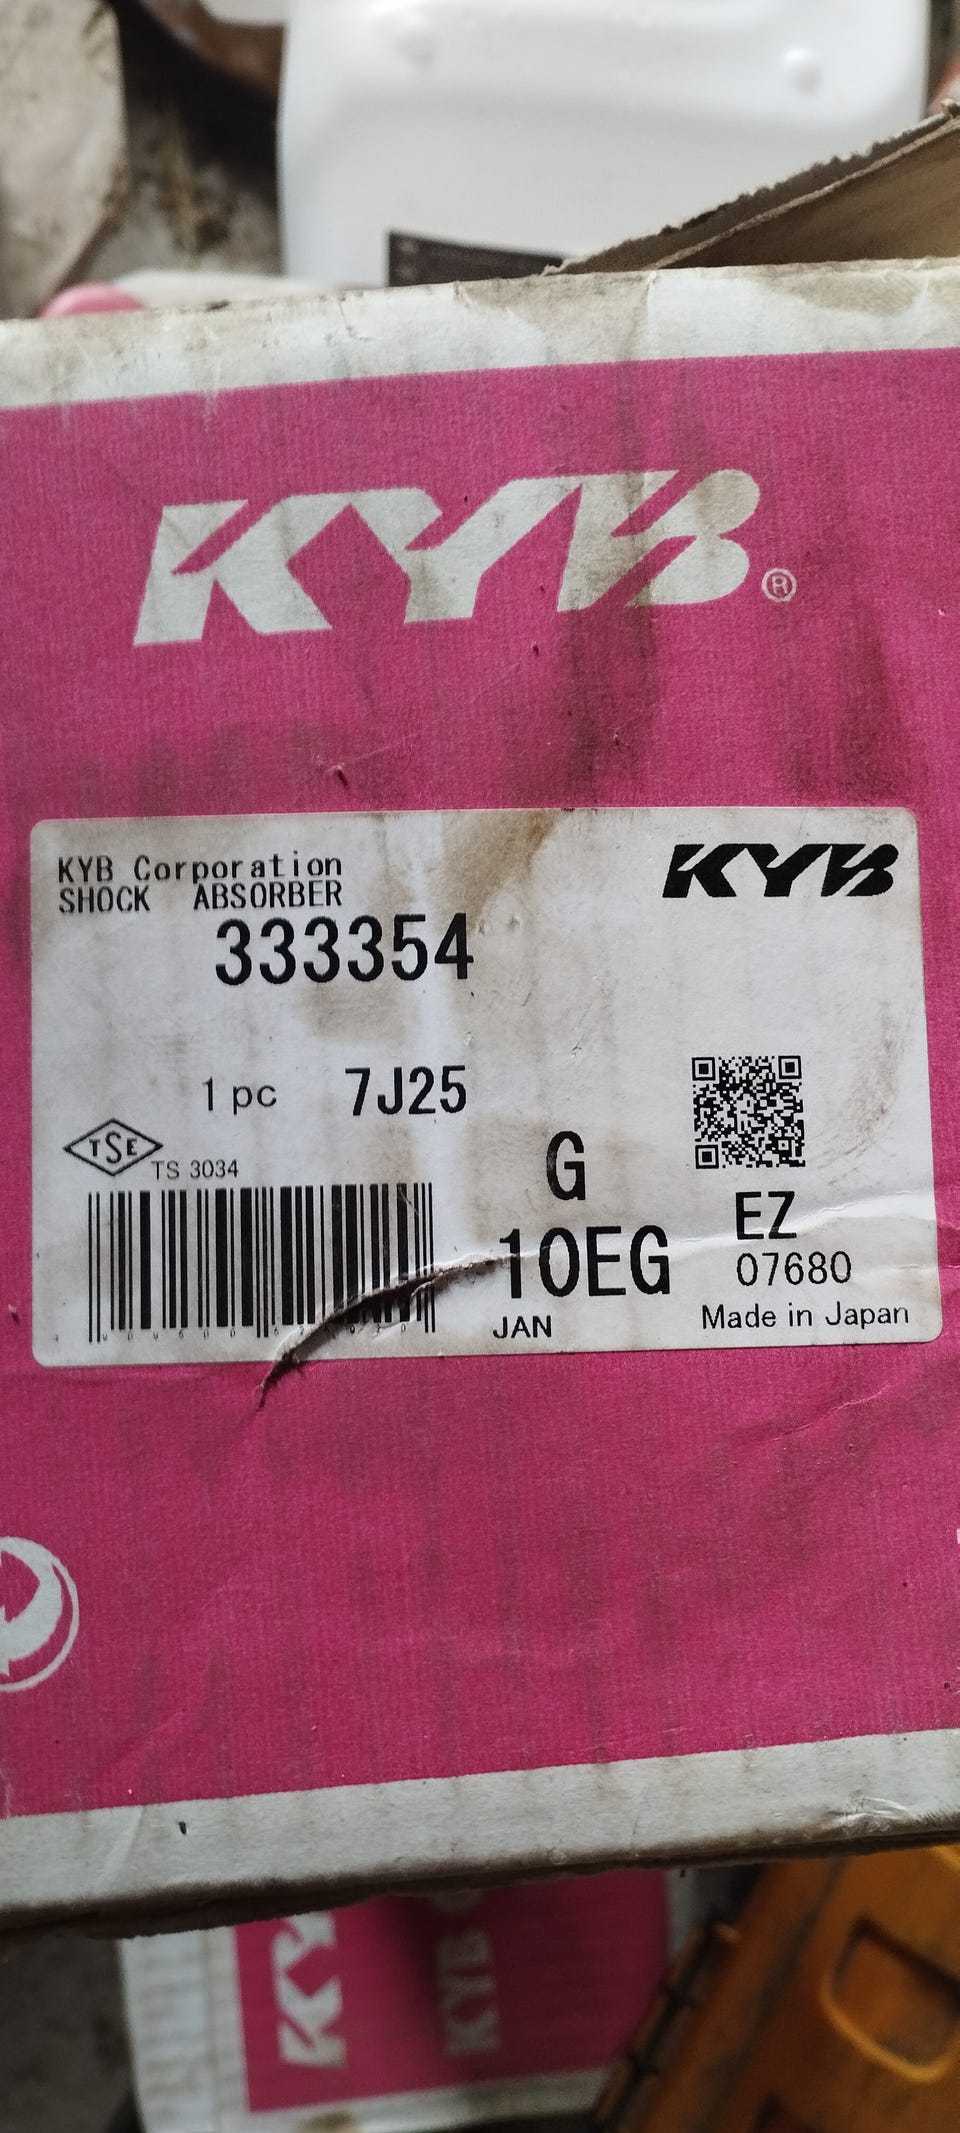 KYB®
KYB Corporation
SHOCK ABSORBER
KYB
333354
1 pc 7J25
TSE
TS 3034
G
10EG
EZ
07680
JAN
Made in Japan
KY
KYB